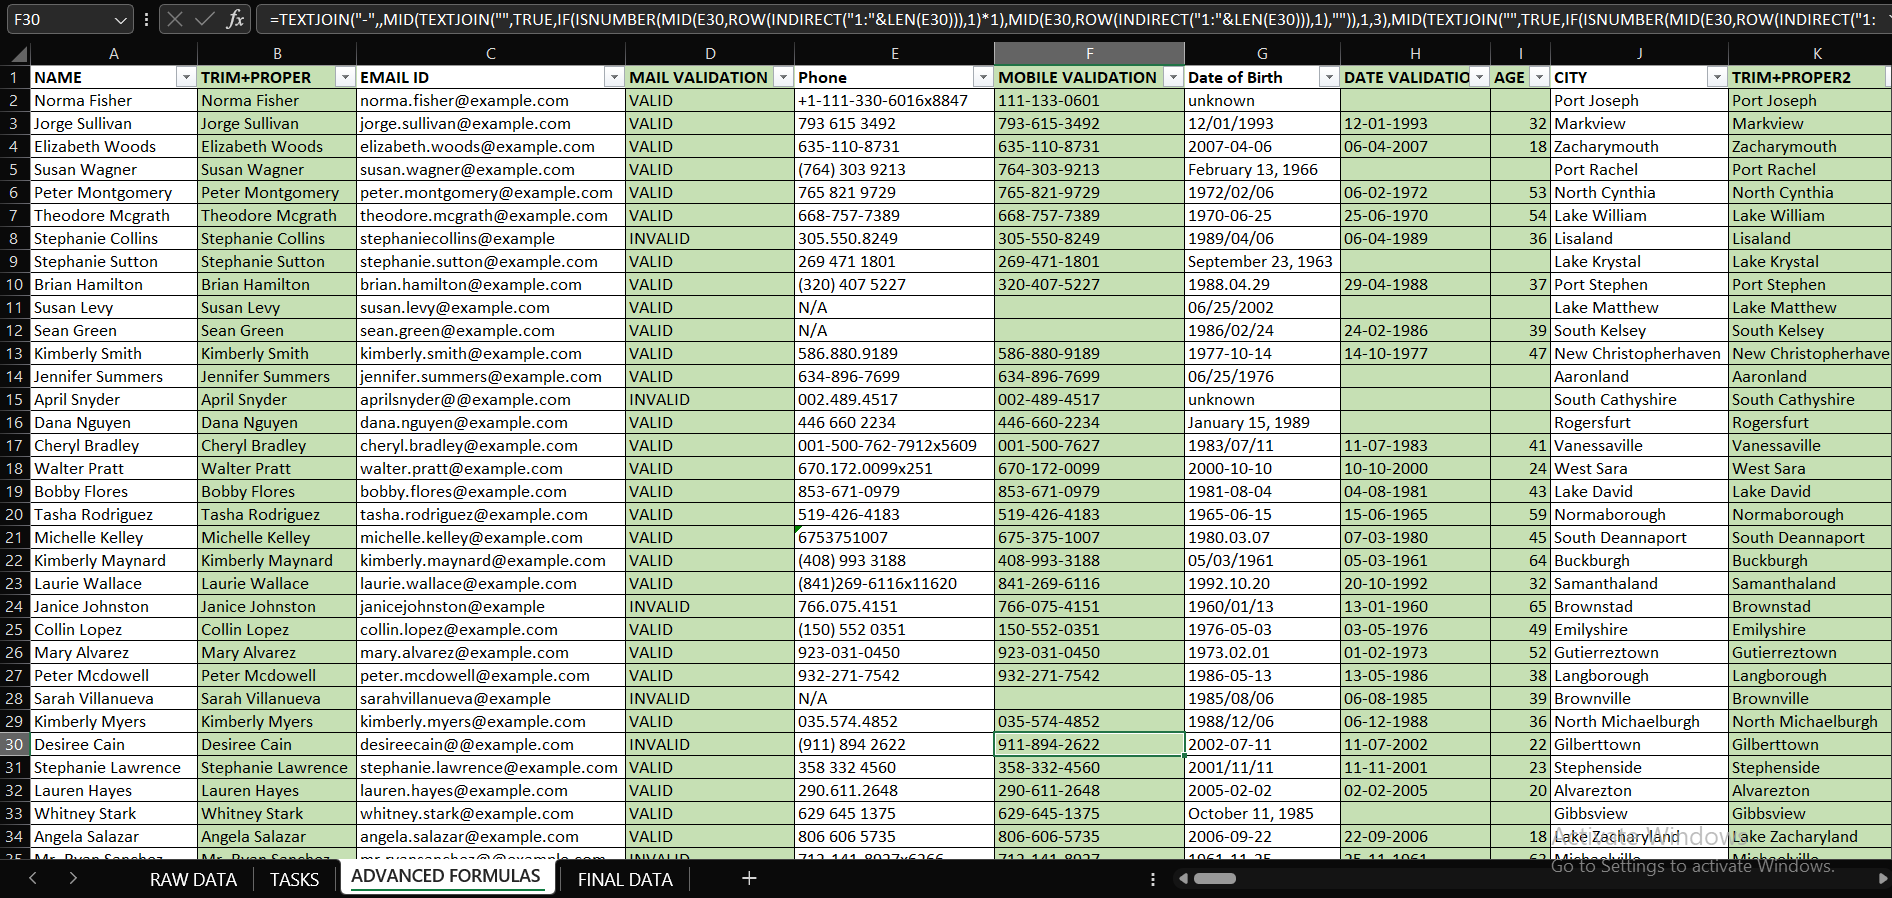 F30 fx =TEXTJOIN("-",,MID(TEXTJOIN("",TRUE,IF(ISNUMBER(MID(E30,ROW(INDIRECT("1:"&LEN(E30))),1)*1),MID(E30,ROW(INDIRECT("1:"&LEN(E30))),1),"")),1,3),MID(TEXTJOIN("",TRUE,IF(ISNUMBER(MID(E30,ROW(INDIRECT("1:
A B C D E F G H I J K
1 NAME TRIM+PROPER EMAIL ID MAIL VALIDATION Phone MOBILE VALIDATION Date of Birth DATE VALIDATIO AGE CITY TRIM+PROPER2
2 Norma Fisher Norma Fisher norma.fisher@example.com VALID +1-111-330-6016x8847 111-133-0601 unknown Port Joseph Port Joseph
3 Jorge Sullivan Jorge Sullivan jorge.sullivan@example.com VALID 793 615 3492 793-615-3492 12/01/1993 12-01-1993 32 Markview Markview
4 Elizabeth Woods Elizabeth Woods elizabeth.woods@example.com VALID 635-110-8731 635-110-8731 2007-04-06 06-04-2007 18 Zacharymouth Zacharymouth
5 Susan Wagner Susan Wagner susan.wagner@example.com VALID (764) 303 9213 764-303-9213 February 13, 1966 Port Rachel Port Rachel
6 Peter Montgomery Peter Montgomery peter.montgomery@example.com VALID 765 821 9729 765-821-9729 1972/02/06 06-02-1972 53 North Cynthia North Cynthia
7 Theodore Mcgrath Theodore Mcgrath theodore.mcgrath@example.com VALID 668-757-7389 668-757-7389 1970-06-25 25-06-1970 54 Lake William Lake William
8 Stephanie Collins Stephanie Collins stephaniecollins@example INVALID 305.550.8249 305-550-8249 1989/04/06 06-04-1989 36 Lisaland Lisaland
9 Stephanie Sutton Stephanie Sutton stephanie.sutton@example.com VALID 269 471 1801 269-471-1801 September 23, 1963 Lake Krystal Lake Krystal
10 Brian Hamilton Brian Hamilton brian.hamilton@example.com VALID (320) 407 5227 320-407-5227 1988.04.29 29-04-1988 37 Port Stephen Port Stephen
11 Susan Levy Susan Levy susan.levy@example.com VALID N/A 06/25/2002 Lake Matthew Lake Matthew
12 Sean Green Sean Green sean.green@example.com VALID N/A 1986/02/24 24-02-1986 39 South Kelsey South Kelsey
13 Kimberly Smith Kimberly Smith kimberly.smith@example.com VALID 586.880.9189 586-880-9189 1977-10-14 14-10-1977 47 New Christopherhaven New Christopherhave
14 Jennifer Summers Jennifer Summers jennifer.summers@example.com VALID 634-896-7699 634-896-7699 06/25/1976 Aaronland Aaronland
15 April Snyder April Snyder aprilsnyder@@example.com INVALID 002.489.4517 002-489-4517 unknown South Cathyshire South Cathyshire
16 Dana Nguyen Dana Nguyen dana.nguyen@example.com VALID 446 660 2234 446-660-2234 January 15, 1989 Rogersfurt Rogersfurt
17 Cheryl Bradley Cheryl Bradley cheryl.bradley@example.com VALID 001-500-762-7912x5609 001-500-7627 1983/07/11 11-07-1983 41 Vanessaville Vanessaville
18 Walter Pratt Walter Pratt walter.pratt@example.com VALID 670.172.0099x251 670-172-0099 2000-10-10 10-10-2000 24 West Sara West Sara
19 Bobby Flores Bobby Flores bobby.flores@example.com VALID 853-671-0979 853-671-0979 1981-08-04 04-08-1981 43 Lake David Lake David
20 Tasha Rodriguez Tasha Rodriguez tasha.rodriguez@example.com VALID 519-426-4183 519-426-4183 1965-06-15 15-06-1965 59 Normaborough Normaborough
21 Michelle Kelley Michelle Kelley michelle.kelley@example.com VALID 6753751007 675-375-1007 1980.03.07 07-03-1980 45 South Deannaport South Deannaport
22 Kimberly Maynard Kimberly Maynard kimberly.maynard@example.com VALID (408) 993 3188 408-993-3188 05/03/1961 05-03-1961 64 Buckburgh Buckburgh
23 Laurie Wallace Laurie Wallace laurie.wallace@example.com VALID (841)269-6116x11620 841-269-6116 1992.10.20 20-10-1992 32 Samanthaland Samanthaland
24 Janice Johnston Janice Johnston janicejohnston@example INVALID 766.075.4151 766-075-4151 1960/01/13 13-01-1960 65 Brownstad Brownstad
25 Collin Lopez Collin Lopez collin.lopez@example.com VALID (150) 552 0351 150-552-0351 1976-05-03 03-05-1976 49 Emilyshire Emilyshire
26 Mary Alvarez Mary Alvarez mary.alvarez@example.com VALID 923-031-0450 923-031-0450 1973.02.01 01-02-1973 52 Gutierreztown Gutierreztown
27 Peter Mcdowell Peter Mcdowell peter.mcdowell@example.com VALID 932-271-7542 932-271-7542 1986-05-13 13-05-1986 38 Langborough Langborough
28 Sarah Villanueva Sarah Villanueva sarahvillanueva@example INVALID N/A 1985/08/06 06-08-1985 39 Brownville Brownville
29 Kimberly Myers Kimberly Myers kimberly.myers@example.com VALID 035.574.4852 035-574-4852 1988/12/06 06-12-1988 36 North Michaelburgh North Michaelburgh
30 Desiree Cain Desiree Cain desireecain@@example.com INVALID (911) 894 2622 911-894-2622 2002-07-11 11-07-2002 22 Gilberttown Gilberttown
31 Stephanie Lawrence Stephanie Lawrence stephanie.lawrence@example.com VALID 358 332 4560 358-332-4560 2001/11/11 11-11-2001 23 Stephenside Stephenside
32 Lauren Hayes Lauren Hayes lauren.hayes@example.com VALID 290.611.2648 290-611-2648 2005-02-02 02-02-2005 20 Alvarezton Alvarezton
33 Whitney Stark Whitney Stark whitney.stark@example.com VALID 629 645 1375 629-645-1375 October 11, 1985 Gibbsview Gibbsview
34 Angela Salazar Angela Salazar angela.salazar@example.com VALID 806 606 5735 806-606-5735 2006-09-22 22-09-2006 18 Lake Zacharyland Lake Zacharyland
Activate Windows
Go to Settings to activate Windows.
RAW DATA TASKS ADVANCED FORMULAS FINAL DATA